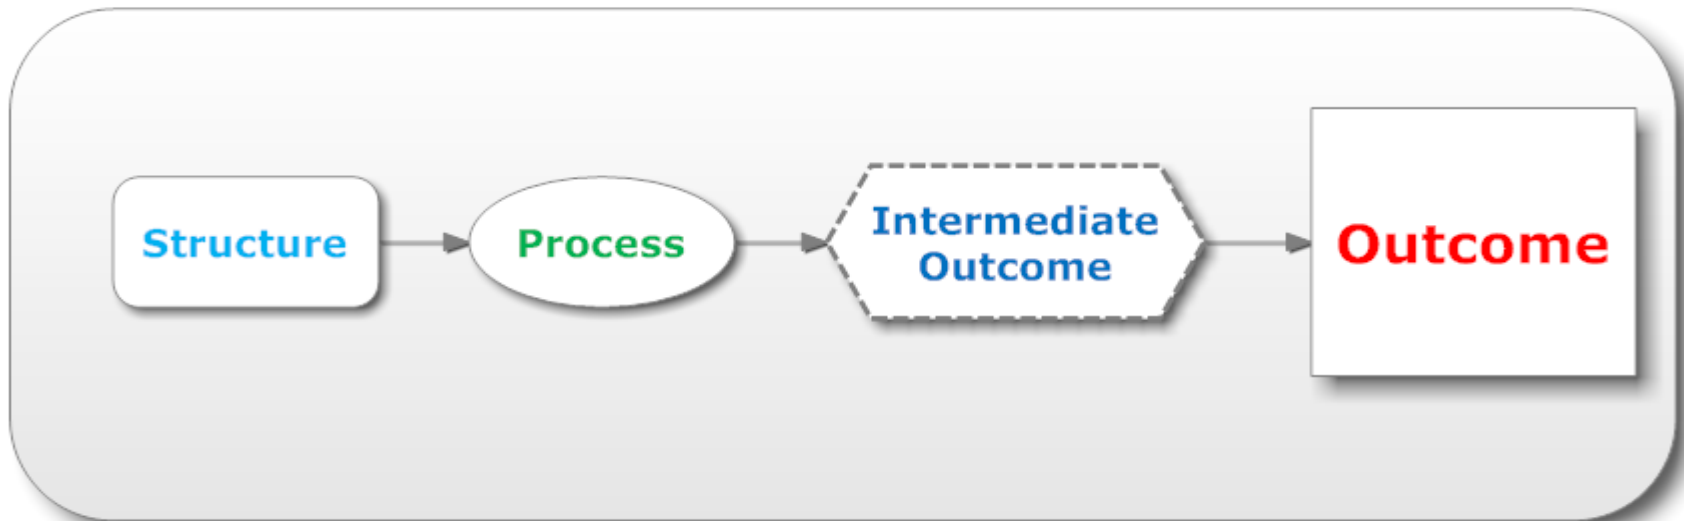 Structure
Process
Intermediate
Outcome
Outcome